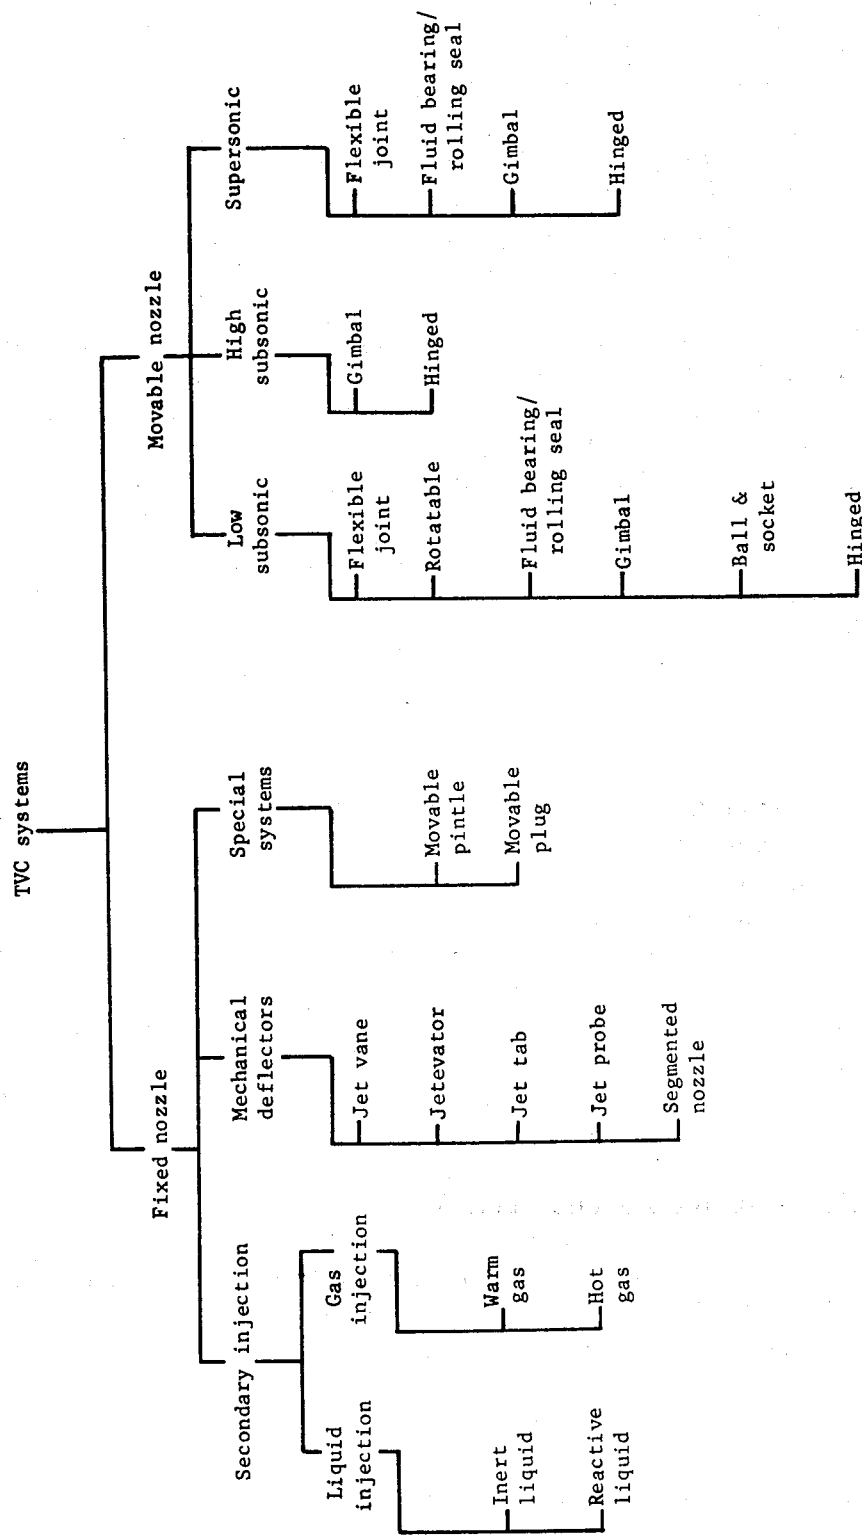 TVC systems
Fixed nozzle
Movable nozzle
Secondary injection
Mechanical
deflectors
Special
systems
Low
subsonic
High
subsonic
Supersonic
Liquid
injection
Gas
injection
Inert
liquid
Reactive
liquid
Warm
gas
Hot
gas
Jet vane
Jetevator
Jet tab
Jet probe
Segmented
nozzle
Movable
pintle
Movable
plug
Flexible
joint
Rotatable
Fluid bearing/
rolling seal
Gimbal
Ball &
socket
Hinged
Gimbal
Hinged
Flexible
joint
Fluid bearing/
rolling seal
Gimbal
Hinged